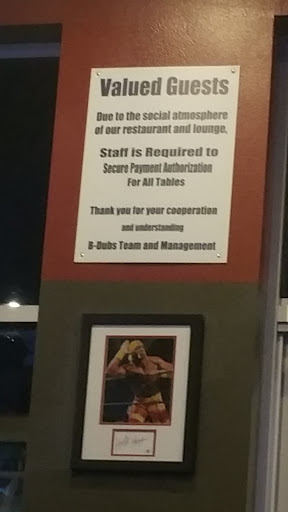 Valued Guests
Due to the social atmosphere
of our restaurant and lounge,
Staff is Required to
Secure Payment Authorization
For All Tables
Thank you for your cooperation
and understanding
B-Dubs Team and Management